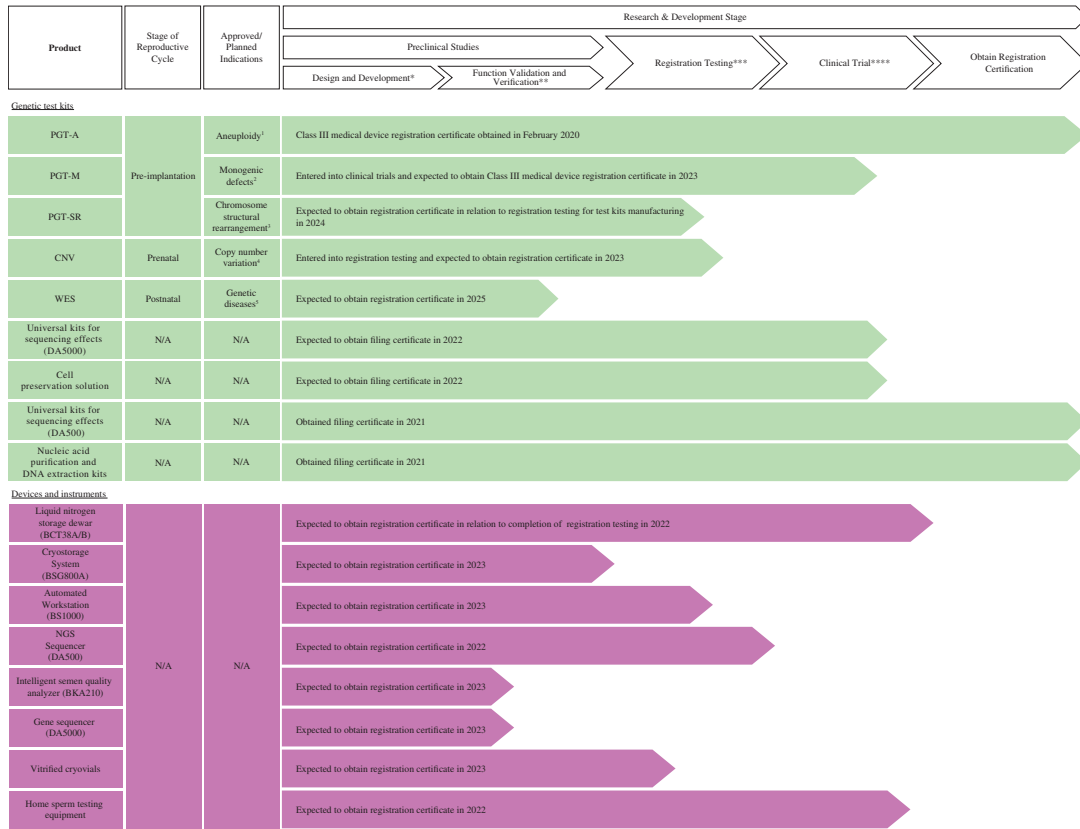 Product
Stage of
Reproductive
Cycle
Approved/
Planned
Indications
Research & Development Stage
Preclinical Studies
Design and Development*
Function Validation and
Verification**
Registration Testing***
Clinical Trial****
Obtain Registration
Certification
Genetic test kits
PGT-A
Pre-implantation
Aneuploidy1
Class III medical device registration certificate obtained in February 2020
PGT-M
Monogenic
defects2
Entered into clinical trials and expected to obtain Class III medical device registration certificate in 2023
PGT-SR
Chromosome
structural
rearrangement3
Expected to obtain registration certificate in relation to registration testing for test kits manufacturing
in 2024
CNV
Prenatal
Copy number
variation4
Entered into registration testing and expected to obtain registration certificate in 2023
WES
Postnatal
Genetic
diseases5
Expected to obtain registration certificate in 2025
Universal kits for
sequencing effects
(DA5000)
N/A
N/A
Expected to obtain filing certificate in 2022
Cell
preservation solution
N/A
N/A
Expected to obtain filing certificate in 2022
Universal kits for
sequencing effects
(DA500)
N/A
N/A
Obtained filing certificate in 2021
Nucleic acid
purification and
DNA extraction kits
N/A
N/A
Obtained filing certificate in 2021
Devices and instruments
Liquid nitrogen
storage dewar
(BCT38A/B)
N/A
N/A
Expected to obtain registration certificate in relation to completion of registration testing in 2022
Cryostorage
System
(BSG800A)
Expected to obtain registration certificate in 2023
Automated
Workstation
(BS1000)
Expected to obtain registration certificate in 2023
NGS
Sequencer
(DA500)
Expected to obtain registration certificate in 2022
Intelligent semen quality
analyzer (BKA210)
Expected to obtain registration certificate in 2023
Gene sequencer
(DA5000)
Expected to obtain registration certificate in 2023
Vitrified cryovials
Expected to obtain registration certificate in 2023
Home sperm testing
equipment
Expected to obtain registration certificate in 2022